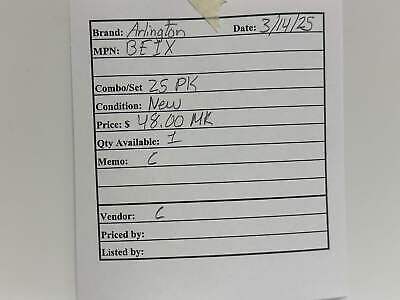 Brand: Arlington Date: 3/14/25
MPN: BE1X
Combo/Set 25 PK
Condition: New
Price: $ 48.00 MK
Qty Available: 1
Memo: C
Vendor: C
Priced by:
Listed by: